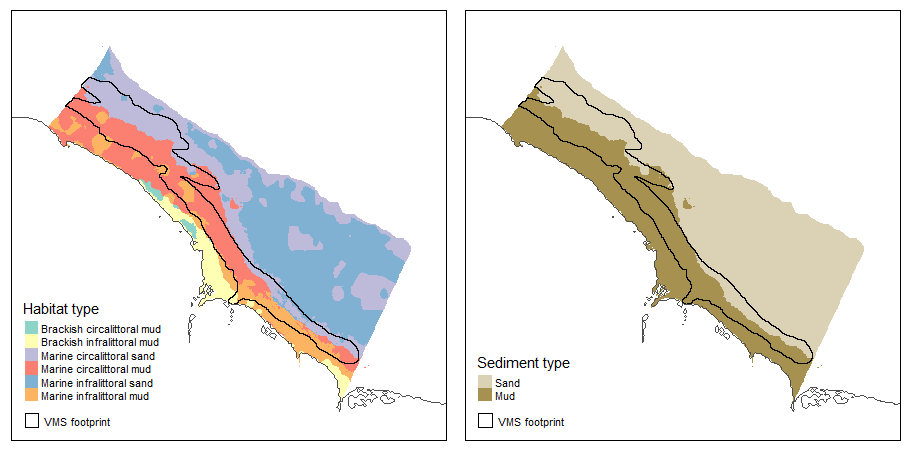 Habitat type
Brackish circalittoral mud
Brackish infralittoral mud
Marine circalittoral sand
Marine circalittoral mud
Marine infralittoral sand
Marine infralittoral mud
VMS footprint
Sediment type
Sand
Mud
VMS footprint